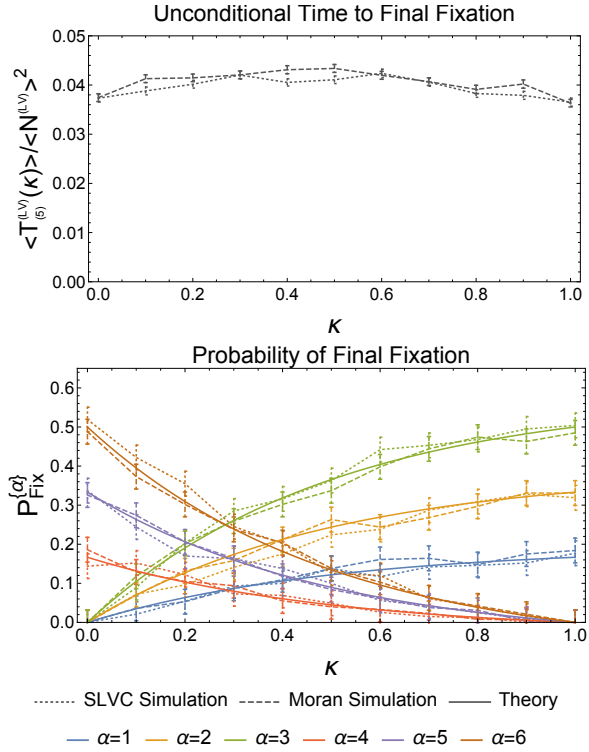 Unconditional Time to Final Fixation
<T(5)^(LV)(κ)>/<N^(LV)>^2
0.05
0.04
0.03
0.02
0.01
0.00
0.0 0.2 0.4 0.6 0.8 1.0
κ
Probability of Final Fixation
P_Fix^{α}
0.6
0.5
0.4
0.3
0.2
0.1
0.0
0.0 0.2 0.4 0.6 0.8 1.0
κ
SLVC Simulation Moran Simulation Theory
α=1 α=2 α=3 α=4 α=5 α=6